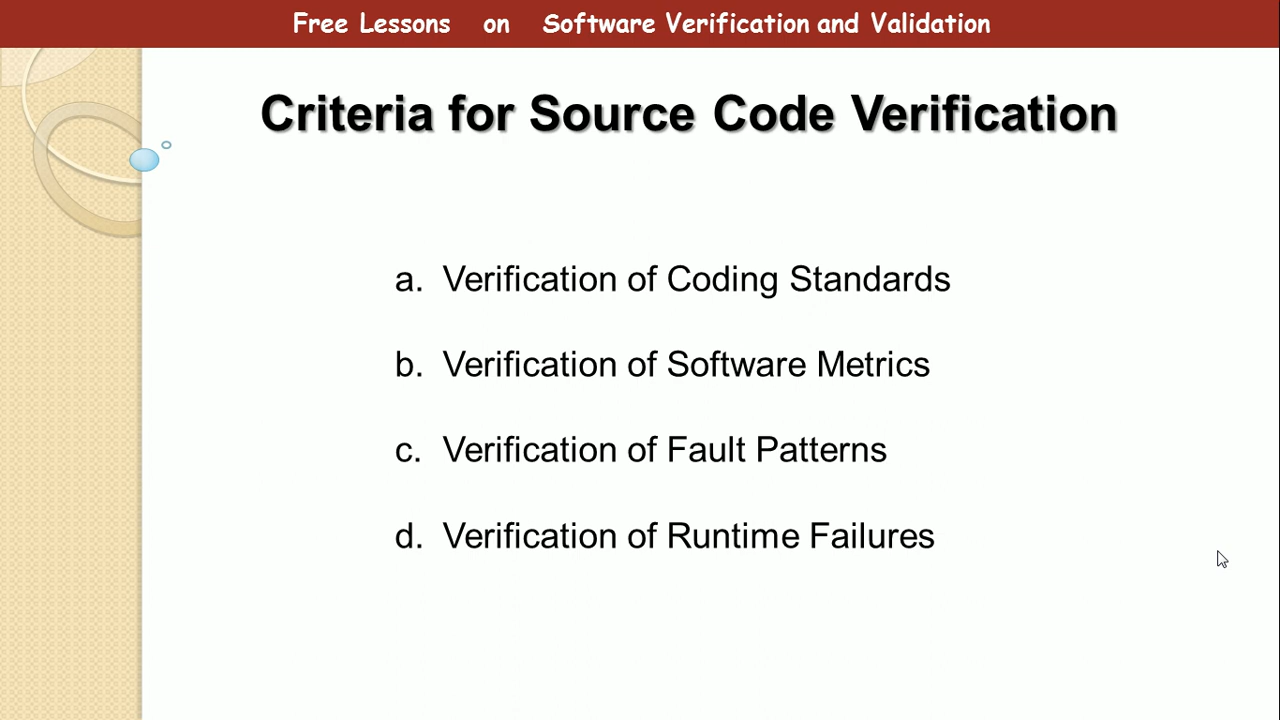 Free Lessons on Software Verification and Validation
Criteria for Source Code Verification
a. Verification of Coding Standards
b. Verification of Software Metrics
c. Verification of Fault Patterns
d. Verification of Runtime Failures